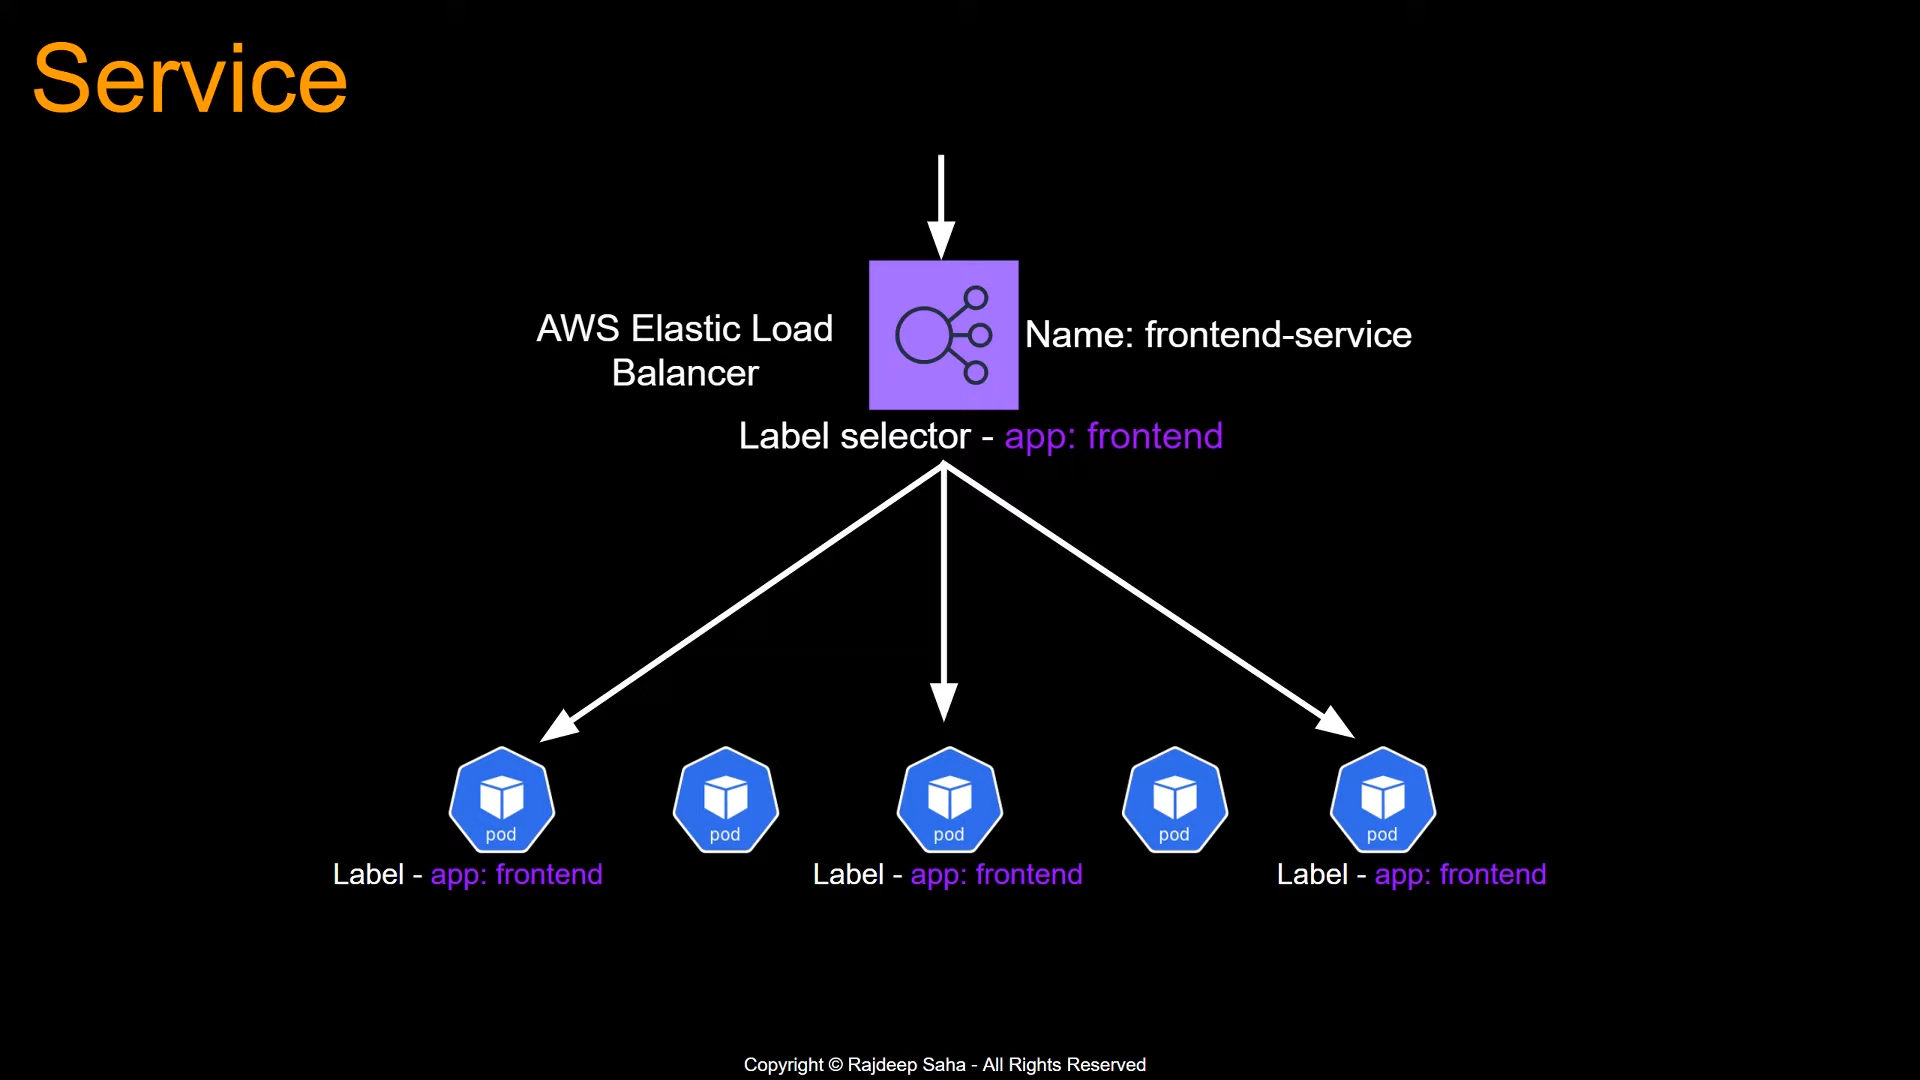 Service
AWS Elastic Load
Balancer
Name: frontend-service
Label selector - app: frontend
pod
pod
pod
pod
pod
Label - app: frontend
Label - app: frontend
Label - app: frontend
Copyright © Rajdeep Saha - All Rights Reserved